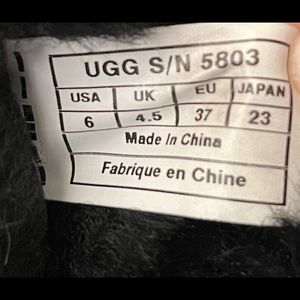 UGG S/N 5803
USA UK EU JAPAN
6 4.5 37 23
Made In China
Fabrique en Chine